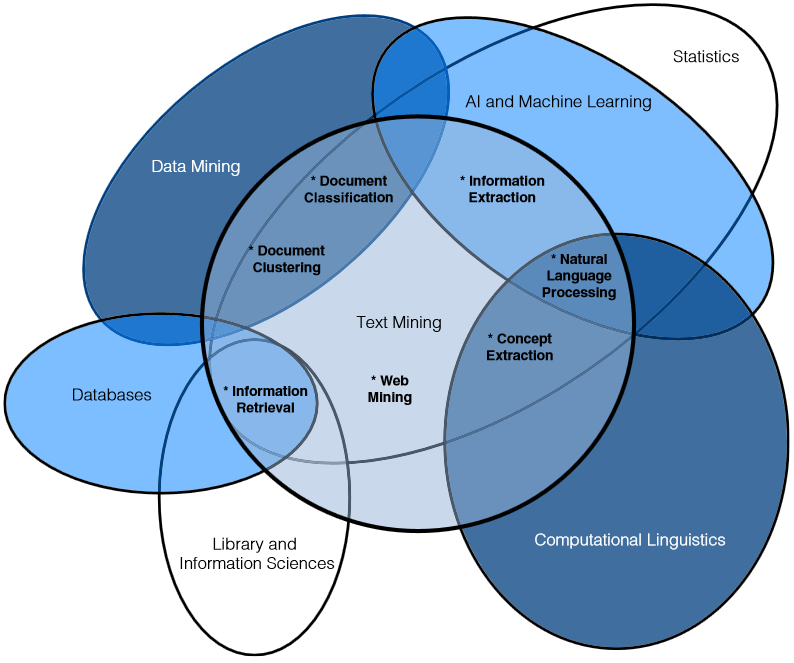 Statistics
AI and Machine Learning
Data Mining
* Document
Classification
* Information
Extraction
* Document
Clustering
* Natural
Language
Processing
Text Mining
* Concept
Extraction
* Web
Mining
Databases
* Information
Retrieval
Library and
Information Sciences
Computational Linguistics